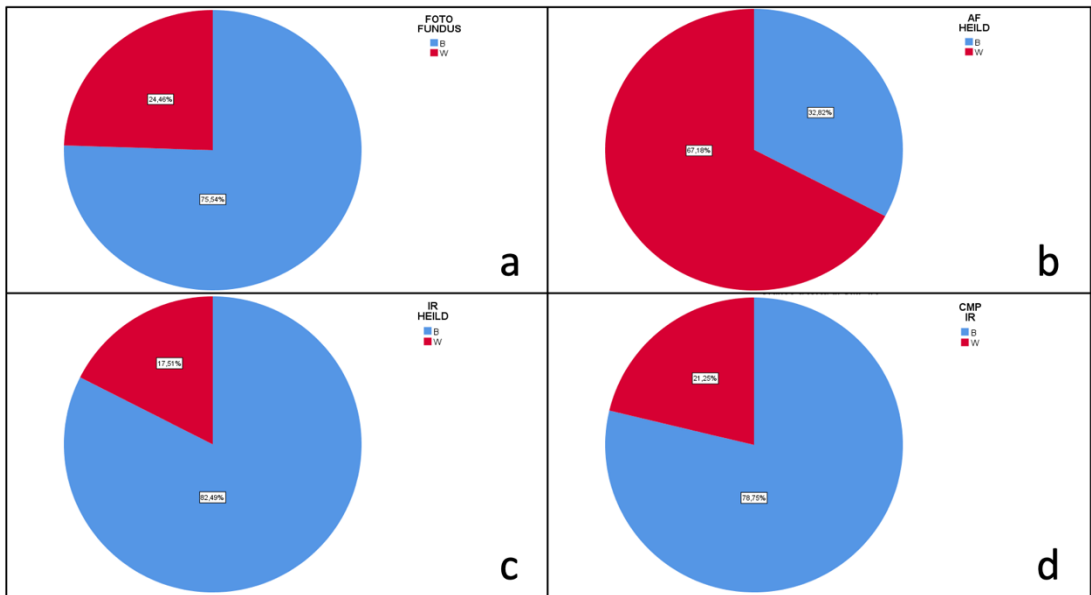 FOTO
FUNDUS
B
W
24,46%
75,54%
a
AF
HEILD
B
W
32,82%
67,18%
b
IR
HEILD
B
W
17,51%
82,49%
c
CMP
IR
B
W
21,25%
78,75%
d